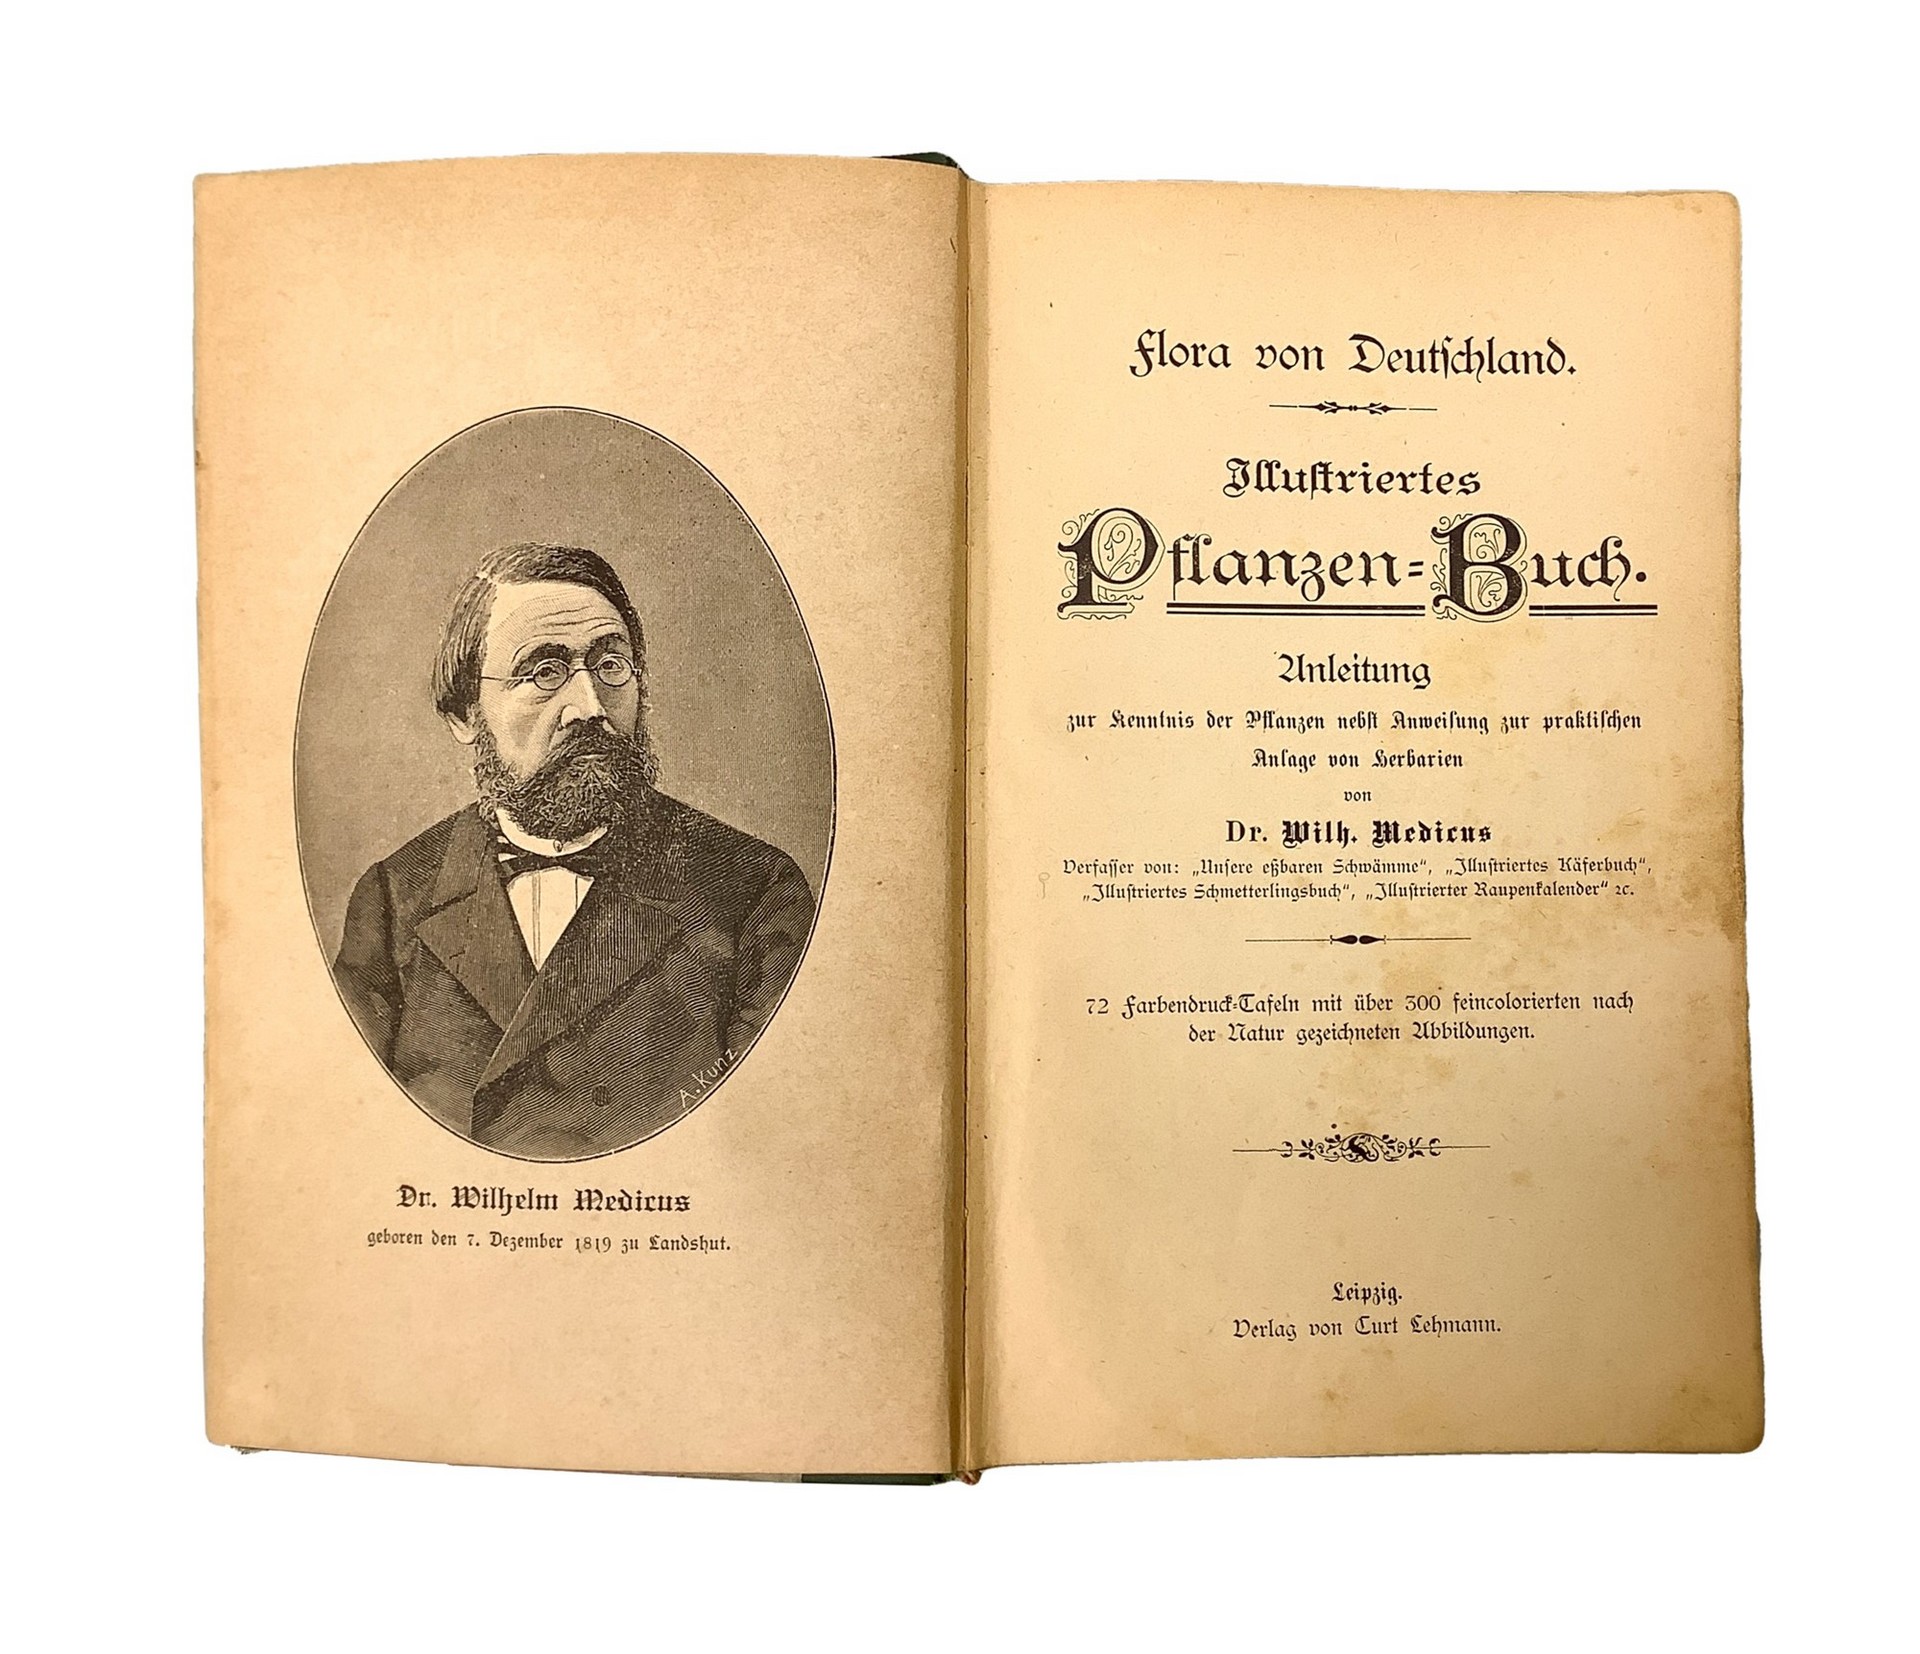 A. Kunz
Dr. Wilhelm Medicus
geboren den 7. Dezember 1819 zu Landshut.
Flora von Deutſchland.
Illuſtriertes
Pflanzen=Buch.
Anleitung
zur Kenntnis der Pflanzen nebſt Anweiſung zur praktiſchen
Anlage von Herbarien
von
Dr. Wilh. Medicus
Verfaſſer von: „Unſere eßbaren Schwämme“, „Illuſtriertes Käferbuch“,
„Illuſtriertes Schmetterlingsbuch“, „Illuſtrierter Raupenkalender“ ꝛc.
72 Farbendruck=Tafeln mit über 300 feincolorierten nach
der Natur gezeichneten Abbildungen.
Leipzig.
Verlag von Curt Lehmann.